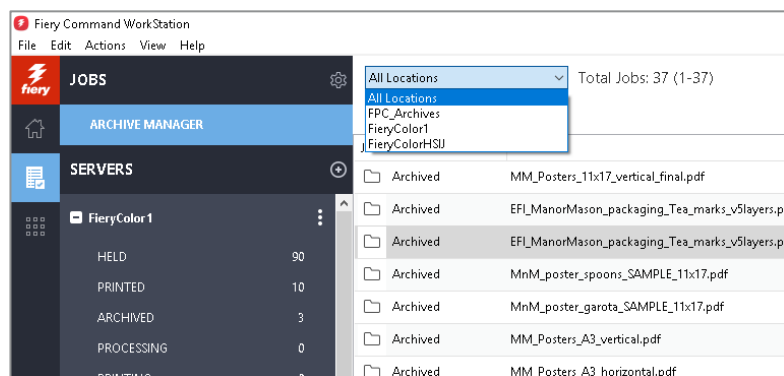 Fiery Command WorkStation
File Edit Actions View Help
fiery
JOBS
ARCHIVE MANAGER
SERVERS
FieryColor1
HELD 90
PRINTED 10
ARCHIVED 3
PROCESSING 0
PRINTING
All Locations
Total Jobs: 37 (1-37)
All Locations
FPC_Archives
FieryColor1
FieryColorHSIJ
Archived MM_Posters_11x17_vertical_final.pdf
Archived EFI_ManorMason_packaging_Tea_marks_v5layers.p
Archived EFI_ManorMason_packaging_Tea_marks_v5layers.p
Archived MnM_poster_spoons_SAMPLE_11x17.pdf
Archived MnM_poster_garota_SAMPLE_11x17.pdf
Archived MM_Posters_A3_vertical.pdf
Archived MM_Posters_A3_horizontal.pdf